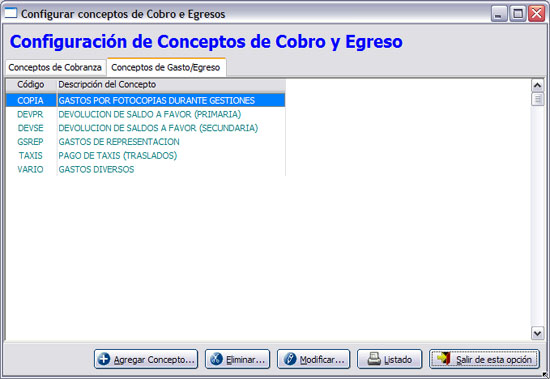 Configurar conceptos de Cobro e Egresos
Configuración de Conceptos de Cobro y Egreso
Conceptos de Cobranza Conceptos de Gasto/Egreso
Código Descripción del Concepto
COPIA GASTOS POR FOTOCOPIAS DURANTE GESTIONES
DEVPR DEVOLUCION DE SALDO A FAVOR (PRIMARIA)
DEVSE DEVOLUCION DE SALDOS A FAVOR (SECUNDARIA)
GSREP GASTOS DE REPRESENTACION
TAXIS PAGO DE TAXIS (TRASLADOS)
VARIO GASTOS DIVERSOS
Agregar Concepto... Eliminar... Modificar... Listado Salir de esta opción